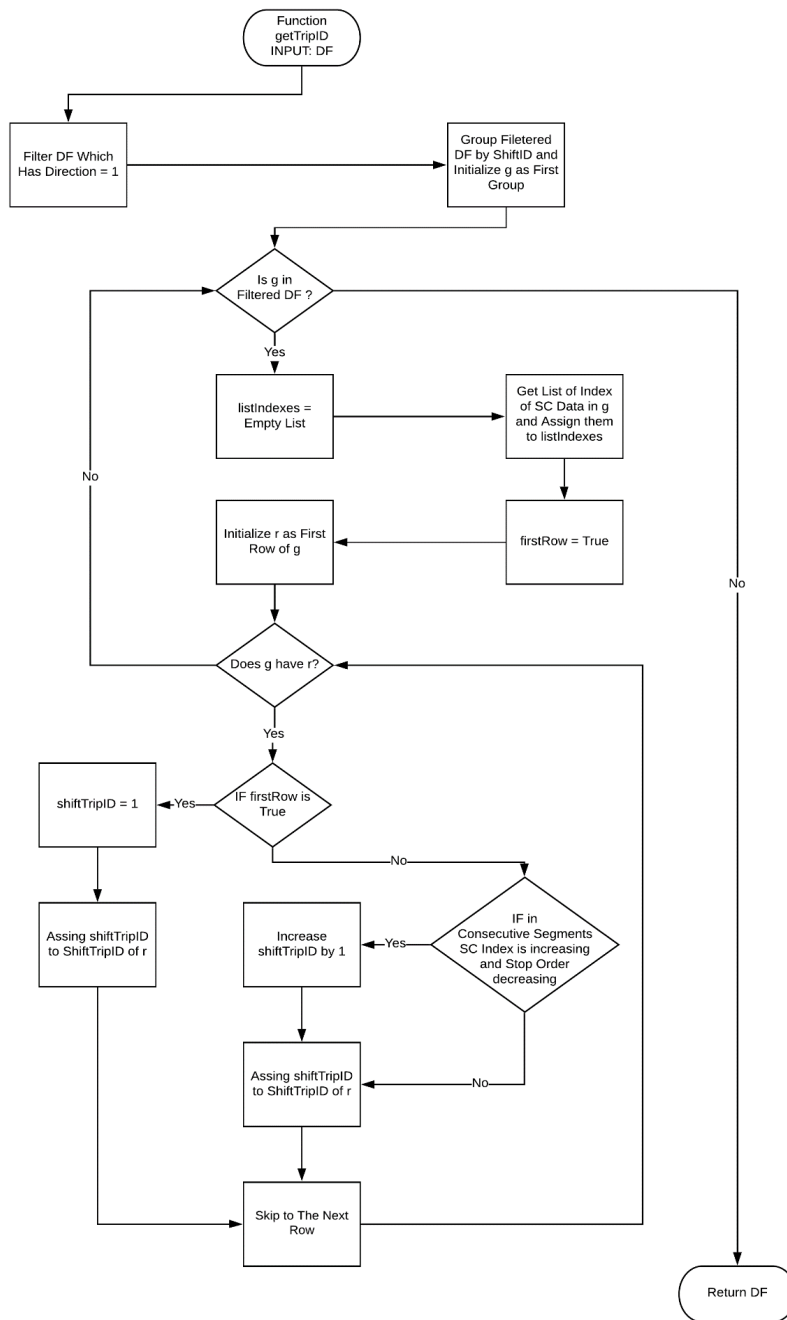 Function
getTripID
INPUT: DF
Filter DF Which
Has Direction = 1
Group Filetered
DF by ShiftID and
Initialize g as First
Group
Is g in
Filtered DF ?
Yes
listIndexes =
Empty List
Get List of Index
of SC Data in g
and Assign them
to listIndexes
No
Initialize r as First
Row of g
firstRow = True
No
Does g have r?
Yes
shiftTripID = 1
Yes
IF firstRow is
True
No
Assing shiftTripID
to ShiftTripID of r
Increase
shiftTripID by 1
Yes
IF in
Consecutive Segments
SC Index is increasing
and Stop Order
decreasing
Assing shiftTripID
to ShiftTripID of r
No
Skip to The Next
Row
Return DF